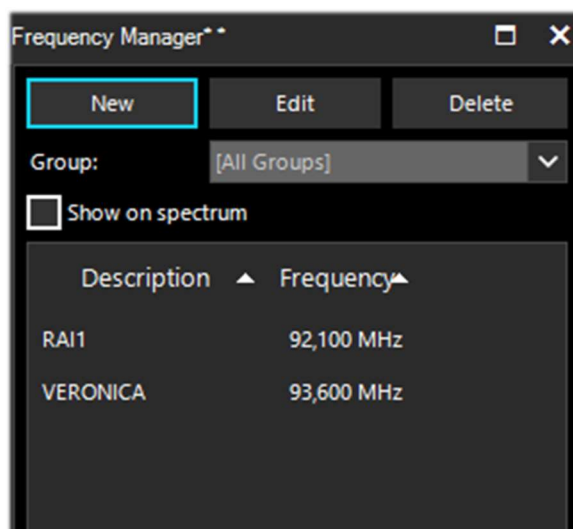 Frequency Manager**
New Edit Delete
Group: [All Groups]
Show on spectrum
Description Frequency
RAI1 92,100 MHz
VERONICA 93,600 MHz